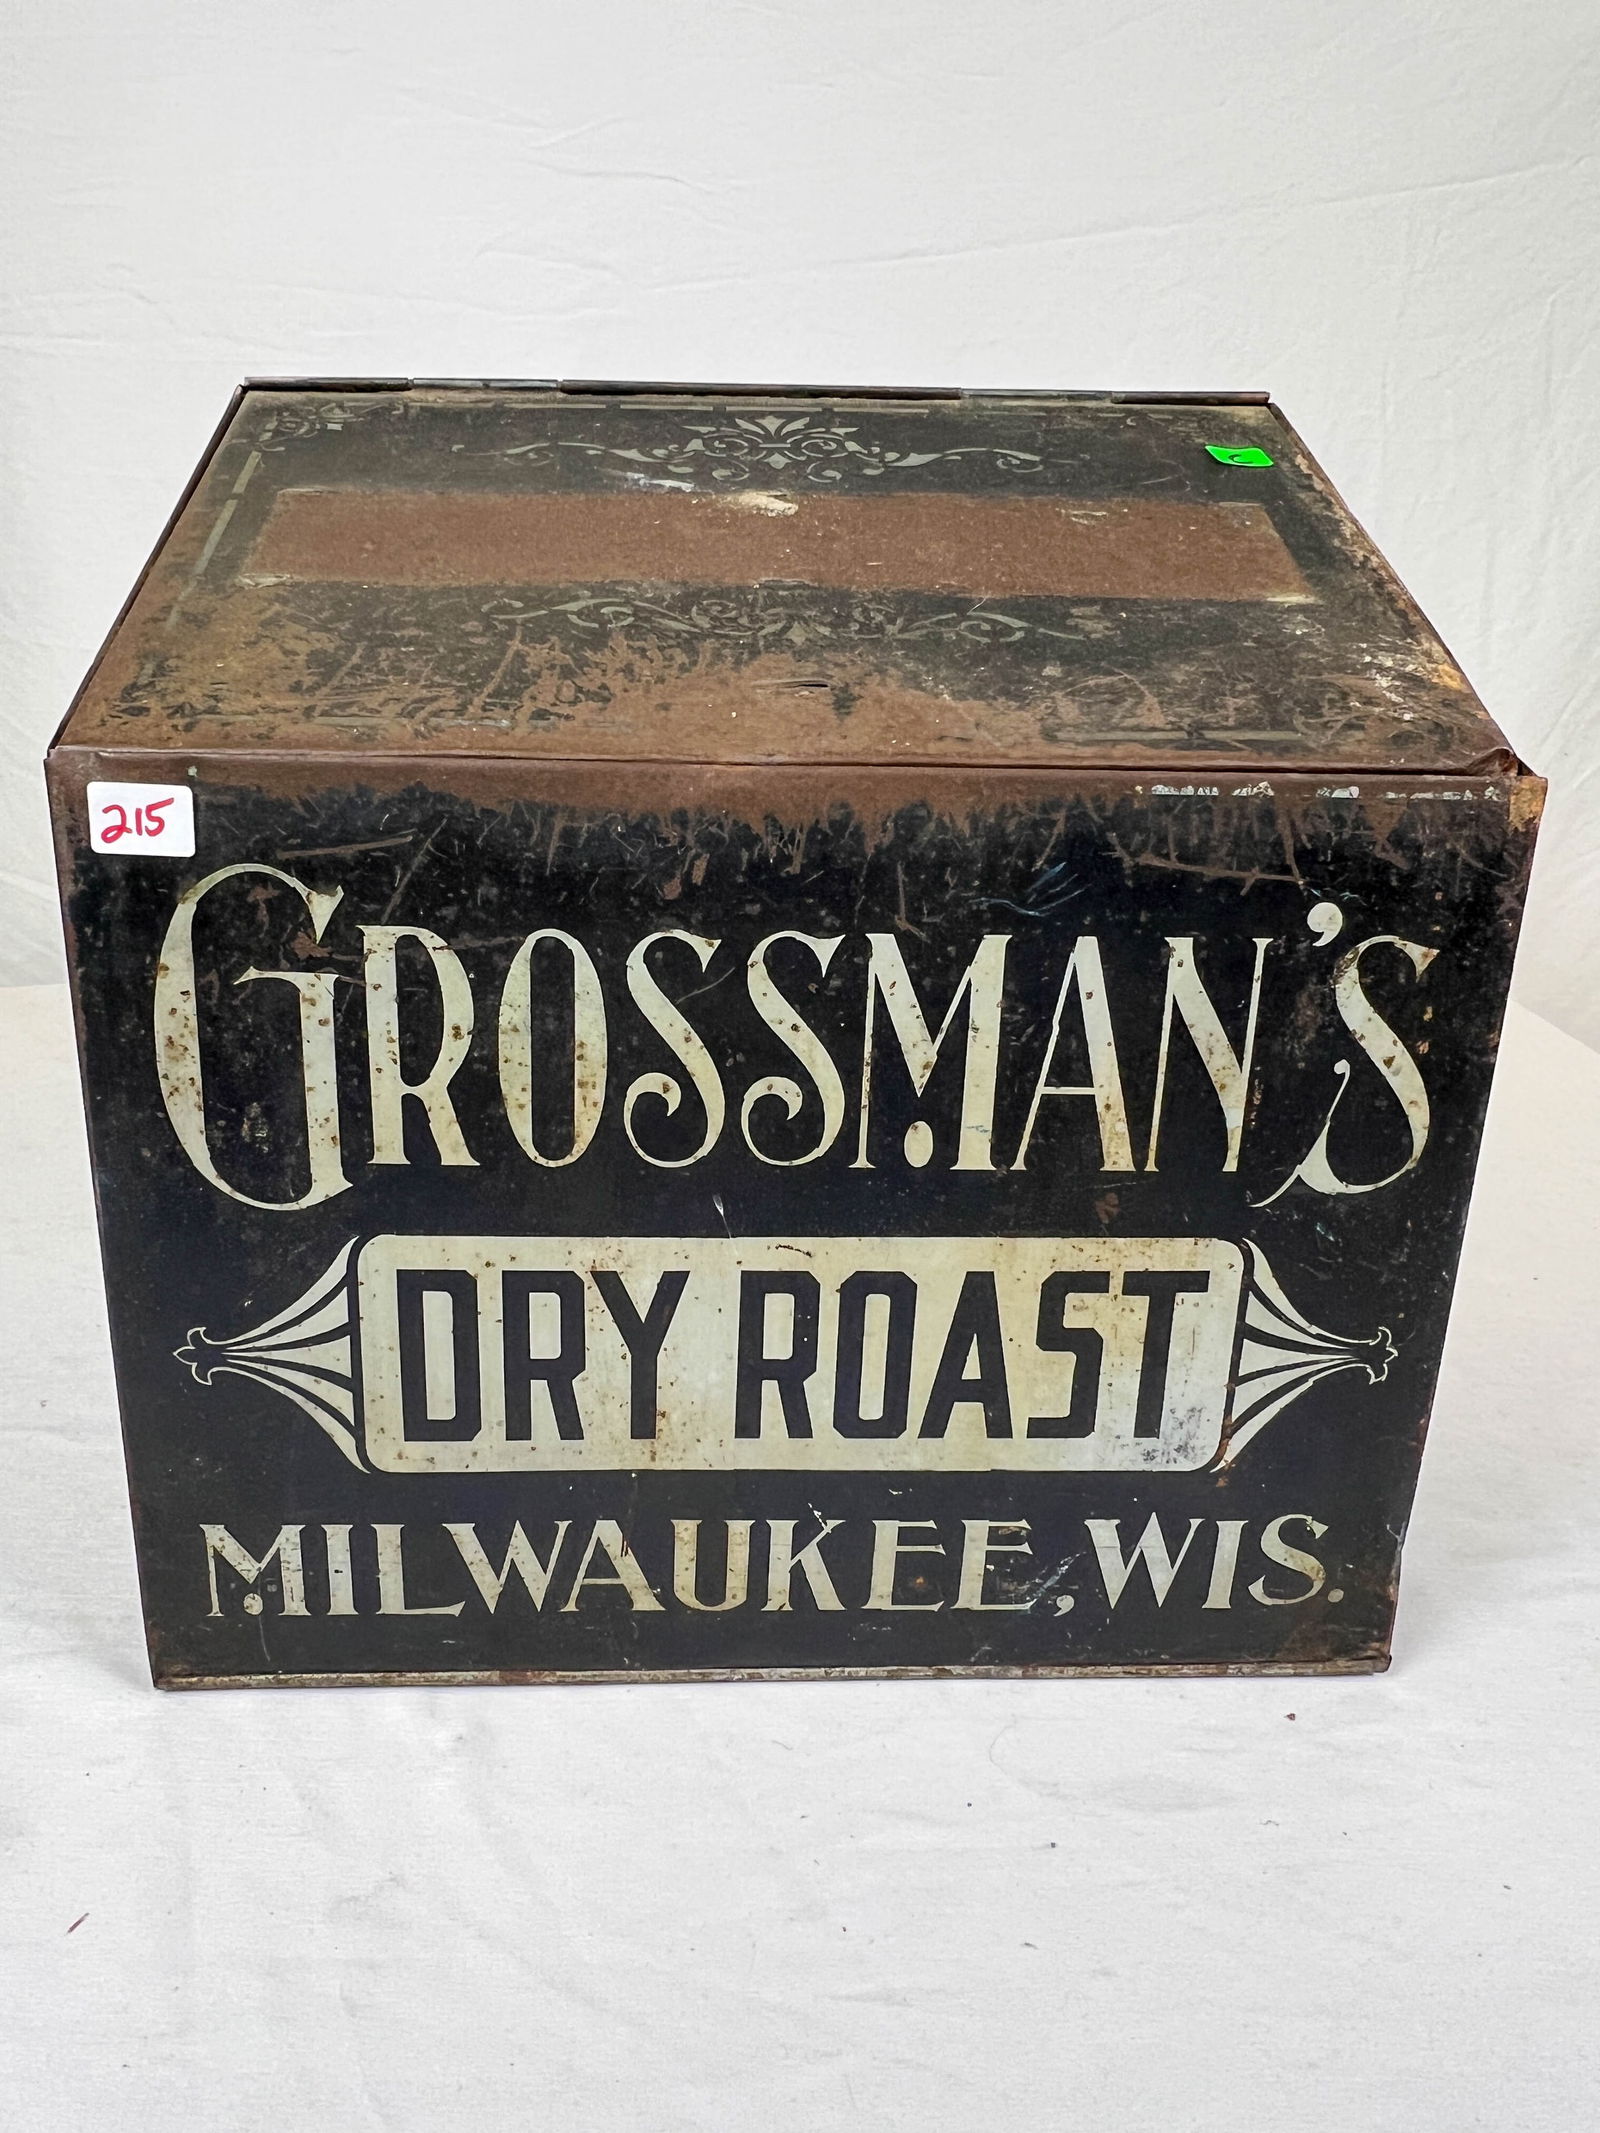 C
215
GROSSMAN'S
DRY ROAST
MILWAUKEE, WIS.